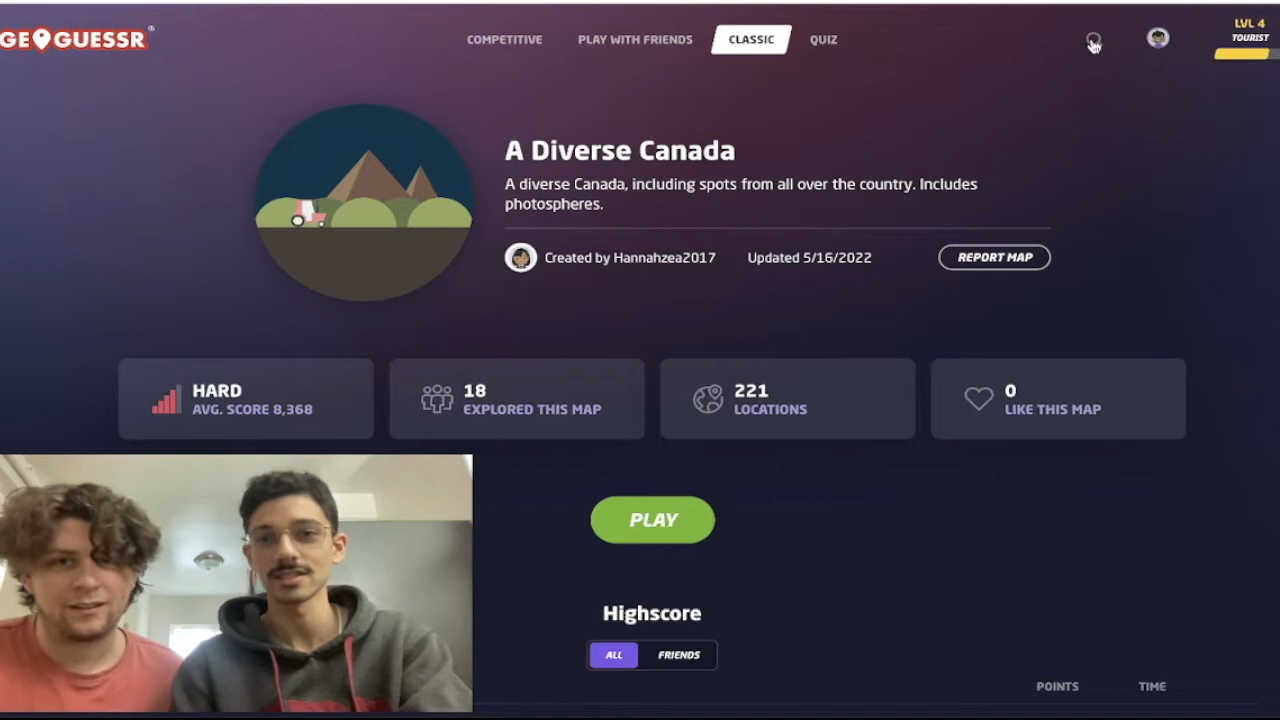 GEOGUESSR
COMPETITIVE
PLAY WITH FRIENDS
CLASSIC
QUIZ
LVL 4
TOURIST
A Diverse Canada
A diverse Canada, including spots from all over the country. Includes
photospheres.
Created by Hannahzea2017
Updated 5/16/2022
REPORT MAP
HARD
AVG. SCORE 8,368
18
EXPLORED THIS MAP
221
LOCATIONS
0
LIKE THIS MAP
PLAY
Highscore
ALL
FRIENDS
POINTS
TIME